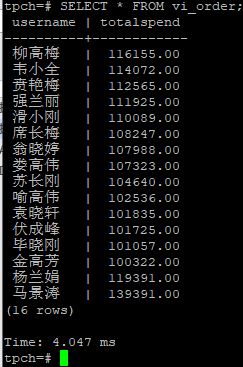 tpch=# SELECT * FROM vi_order;
username | totalspend
----------+-------------
柳高梅 | 116155.00
韦小全 | 114072.00
贲艳梅 | 112565.00
强兰丽 | 111925.00
滑小刚 | 110089.00
席长梅 | 108247.00
翁晓婷 | 107988.00
娄高伟 | 107323.00
苏长刚 | 104640.00
喻高伟 | 102536.00
袁晓轩 | 101835.00
伏成峰 | 101725.00
毕晓刚 | 101057.00
金高芳 | 100322.00
杨兰娟 | 119391.00
马景涛 | 139391.00
(16 rows)
Time: 4.047 ms
tpch=#